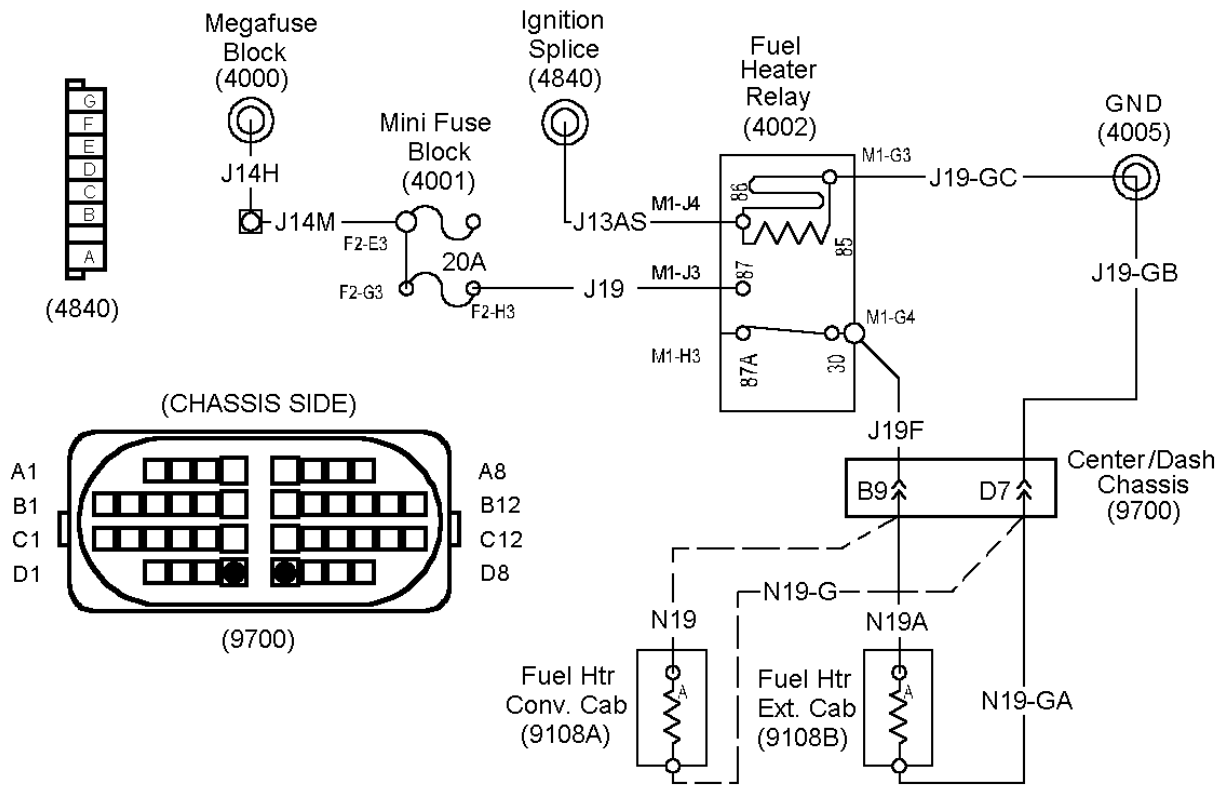 Megafuse
Block
(4000)
Ignition
Splice
(4840)
Fuel
Heater
Relay
(4002)
GND
(4005)
Mini Fuse
Block
(4001)
G
F
E
D
C
B
A
(4840)
J14H
J14M
F2-E3
20A
F2-G3
F2-H3
J13AS
J19
M1-J4
M1-J3
M1-H3
M1-G3
M1-G4
86
85
87
87A
30
J19-GC
J19-GB
J19F
(CHASSIS SIDE)
A1
A8
B1
B12
C1
C12
D1
D8
(9700)
B9
D7
Center/Dash
Chassis
(9700)
N19-G
N19
N19A
N19-GA
Fuel Htr
Conv. Cab
(9108A)
A
Fuel Htr
Ext. Cab
(9108B)
A